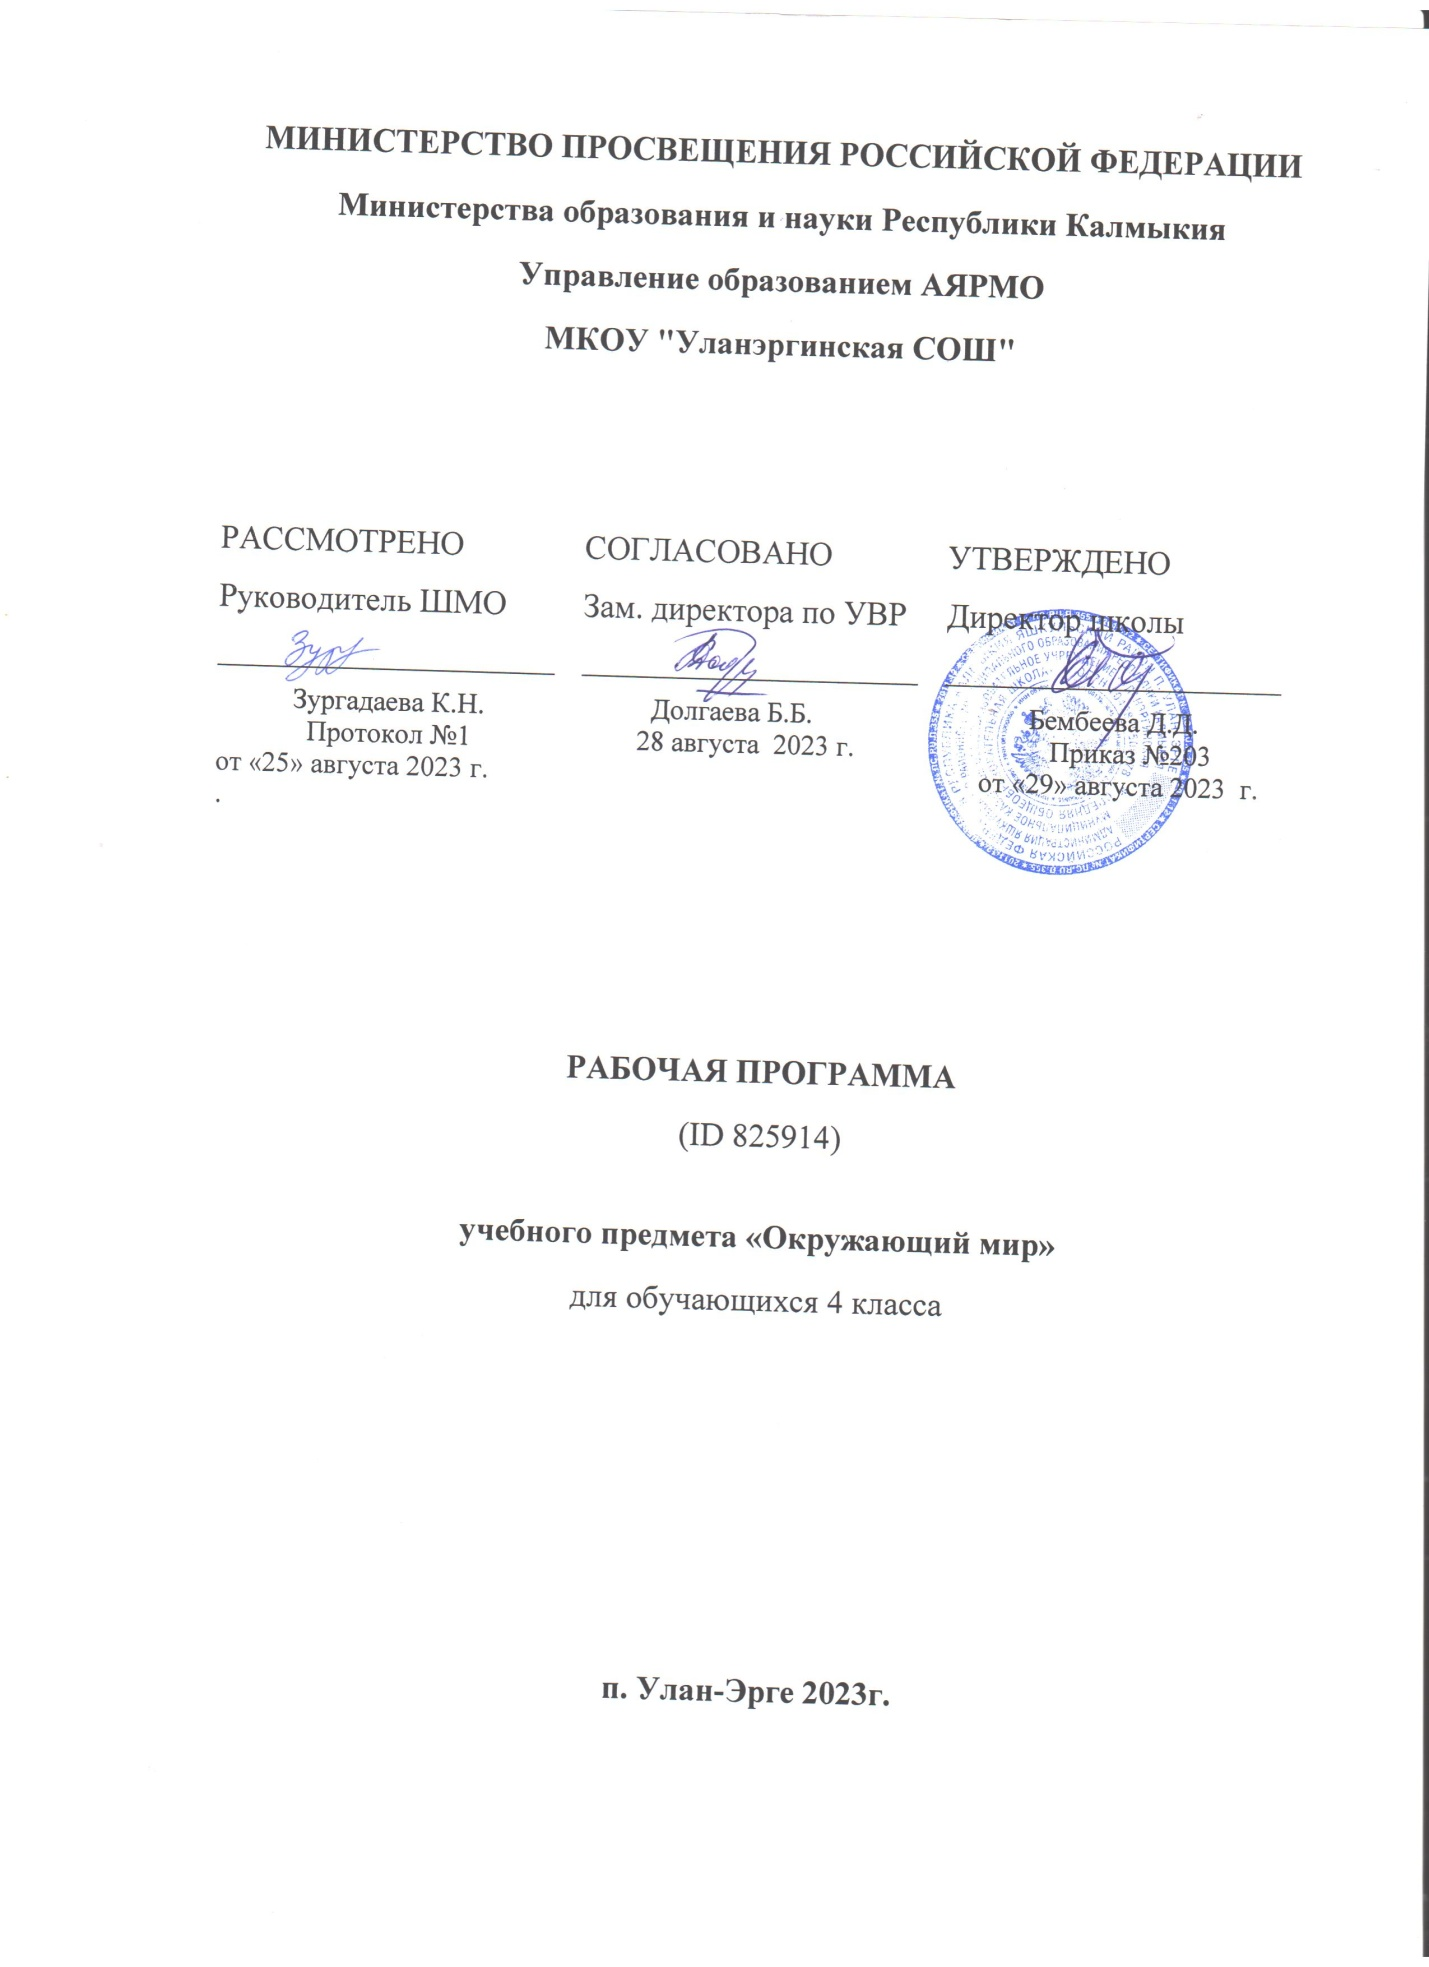 МИНИСТЕРСТВО ПРОСВЕЩЕНИЯ РОССИЙСКОЙ ФЕДЕРАЦИИ
Министерства образования и науки Республики Калмыкия
Управление образованием АЯРМО
МКОУ "Уланэргинская СОШ"
РАССМОТРЕНО
Руководитель ШМО
Зургадаева К.Н.
Протокол №1
от «25» августа 2023 г.
.
СОГЛАСОВАНО
Зам. директора по УВР
Долгаева Б.Б.
28 августа 2023 г.
УТВЕРЖДЕНО
Директор школы
Бембеева Д.Д.
Приказ №203
от «29» августа 2023 г.
РАБОЧАЯ ПРОГРАММА
(ID 825914)
учебного предмета «Окружающий мир»
для обучающихся 4 класса
п. Улан-Эрге 2023г.